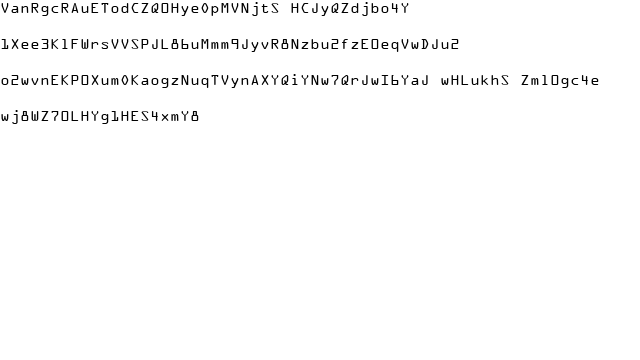 VanRgcRAuETodCZQOHye0pMVNjtS HCJyQZdjbo4Y
1Xee3K1FWrsVVSPJL86uMmm9JyvR8Nzbu2fzEOeqVwDJu2
o2wvnEKPOXum0KaogzNuqTVynAXYQiYNw7QrJwI6YaJ wHLukhS Zm1Ogc4e
wj8WZ7OLHYg1HES4xmY8